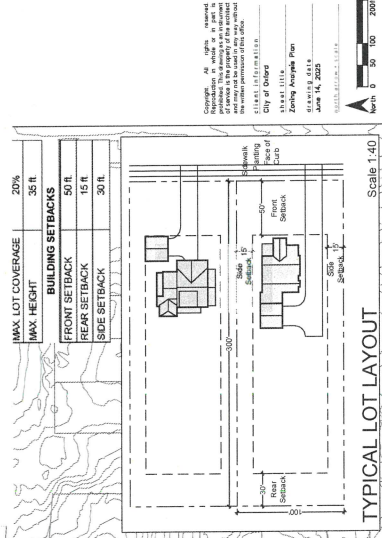 MAX. LOT COVERAGE 20%
MAX. HEIGHT 35 ft.
BUILDING SETBACKS
FRONT SETBACK 50 ft.
REAR SETBACK 15 ft
SIDE SETBACK 30 ft.
Sidewalk
Planting
Face of
Curb
50'
Front
Setback
Side 15'
Setback
300'
Side 15'
Setback
30'
Rear
Setback
100'
TYPICAL LOT LAYOUT
Scale 1:40
Copyright. All rights reserved.
Reproduction in whole or in part is
prohibited. This drawing as an instrument
of service is the property of the architect
and may not be used in any way without
the written permission of this office.
client information
City of Oxford
sheet title
Zoning Analysis Plan
drawing date
June 14, 2025
north arrow / scale
North 0 50 100 200ft